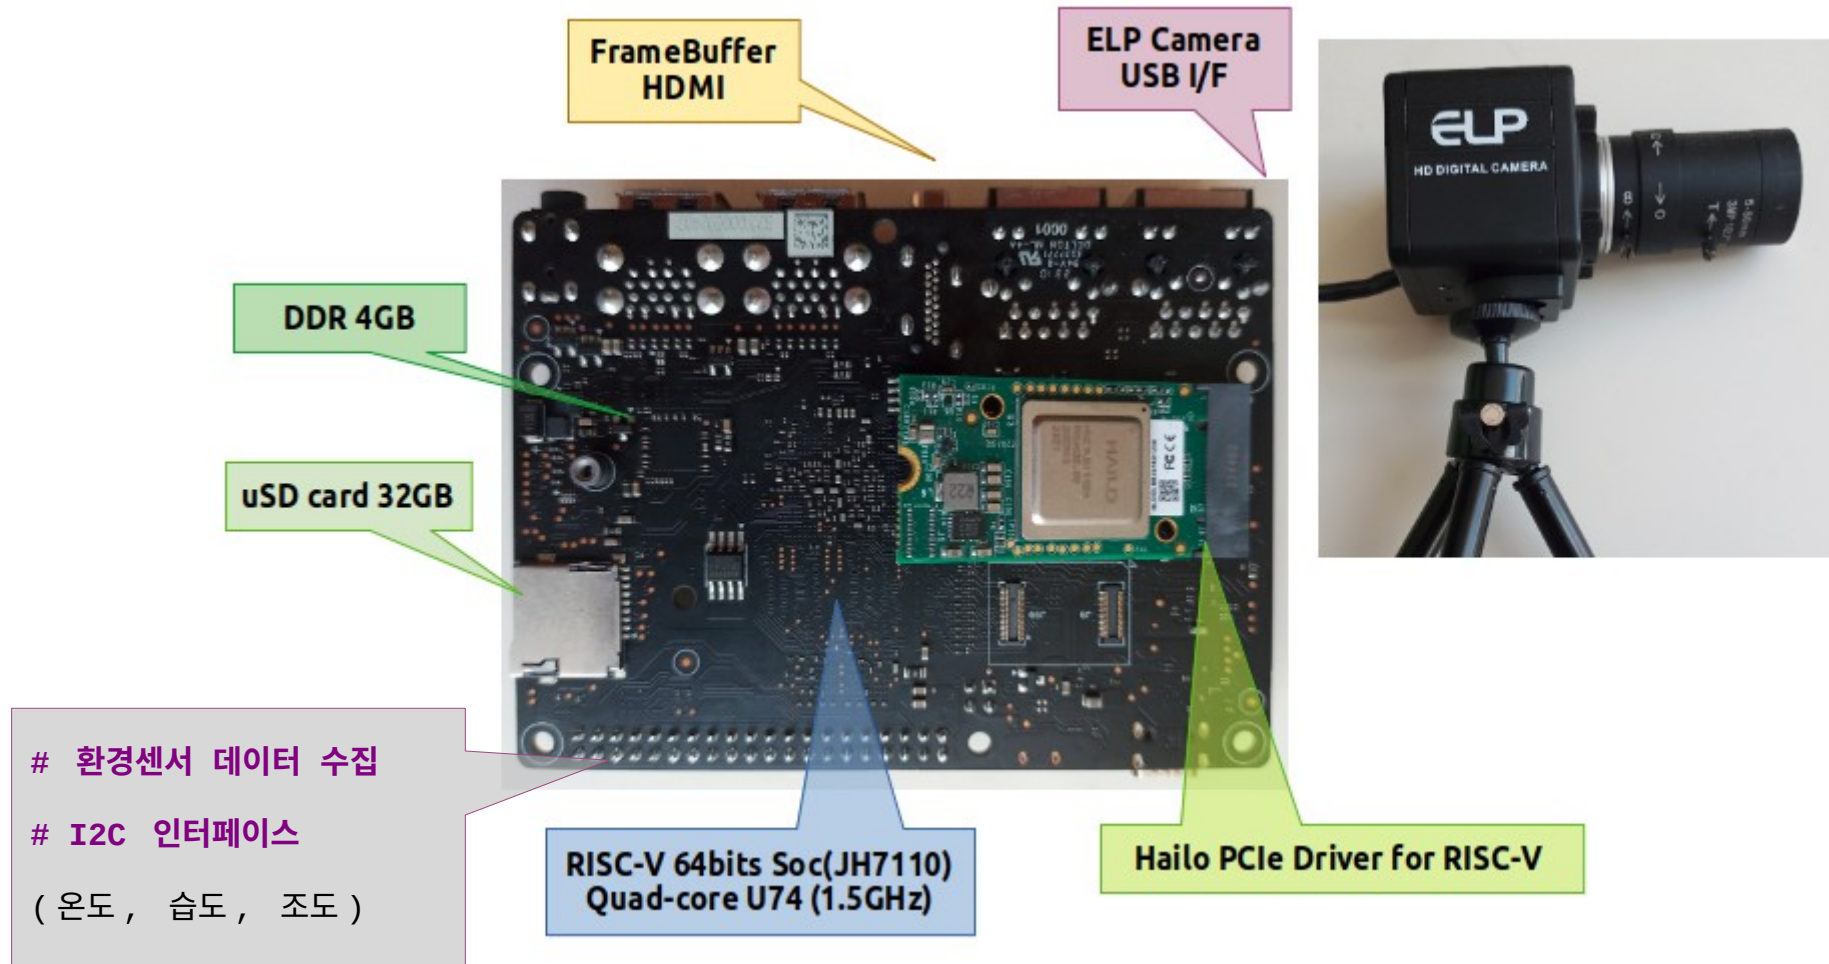 FrameBuffer
HDMI
ELP Camera
USB I/F
ELP
HD DIGITAL CAMERA
DDR 4GB
uSD card 32GB
HAILO
R22
# 환경센서 데이터 수집
# I2C 인터페이스
(온도, 습도, 조도)
RISC-V 64bits Soc(JH7110)
Quad-core U74 (1.5GHz)
Hailo PCIe Driver for RISC-V